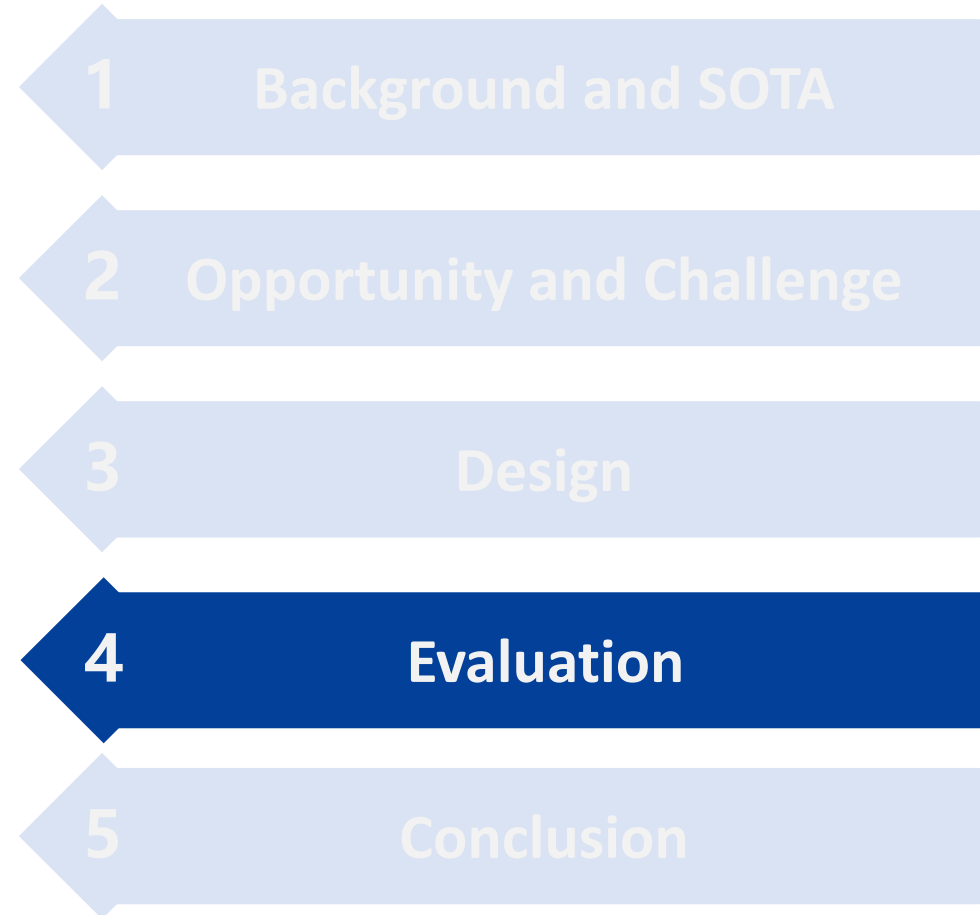 1 Background and SOTA
2 Opportunity and Challenge
3 Design
4 Evaluation
5 Conclusion